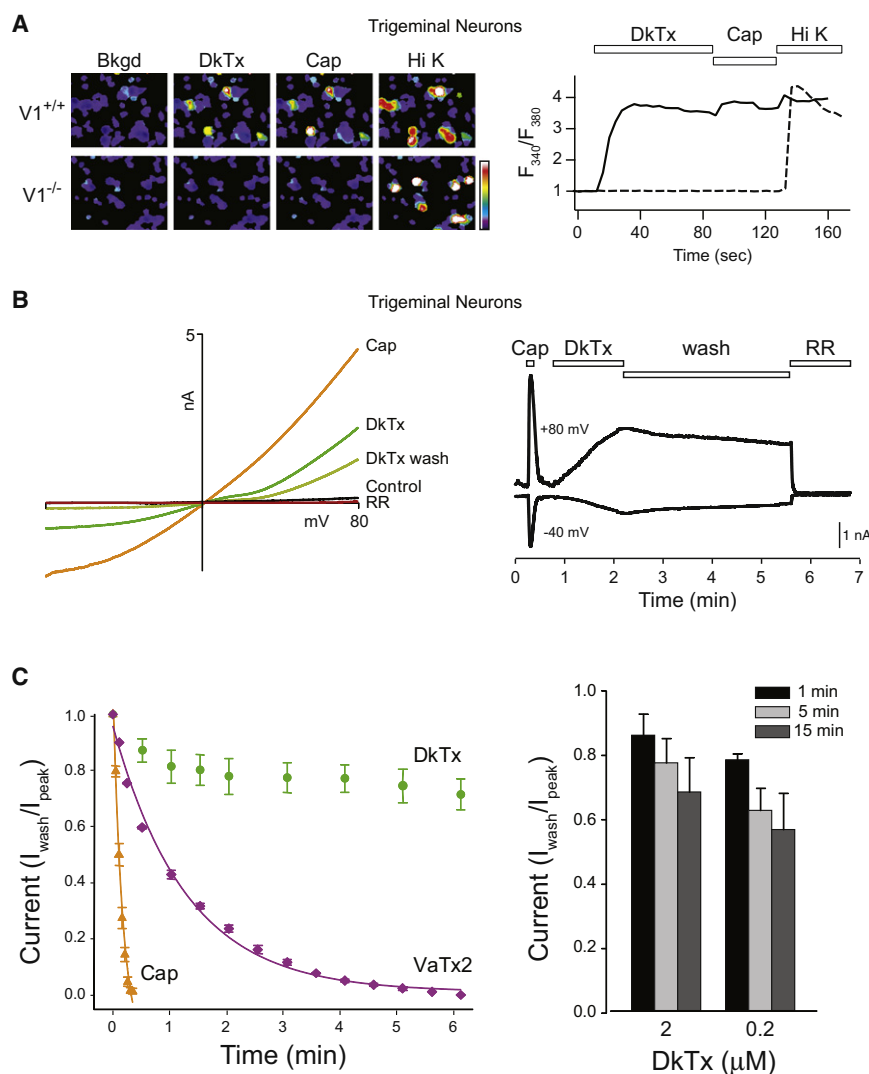 A
Trigeminal Neurons
Bkgd DkTx Cap Hi K
V1+/+
V1-/-
DkTx Cap Hi K
F340/F380
4
3
2
1
0 40 80 120 160
Time (sec)
B
Trigeminal Neurons
5
nA
Cap
DkTx
DkTx wash
Control
RR
mV 80
Cap DkTx wash RR
+80 mV
-40 mV
1 nA
0 1 2 3 4 5 6 7
Time (min)
C
Current (Iwash/Ipeak)
1.0
0.8
0.6
0.4
0.2
0.0
DkTx
VaTx2
Cap
0 1 2 3 4 5 6
Time (min)
Current (Iwash/Ipeak)
1.0
0.8
0.6
0.4
0.2
0.0
1 min
5 min
15 min
2 0.2
DkTx (μM)